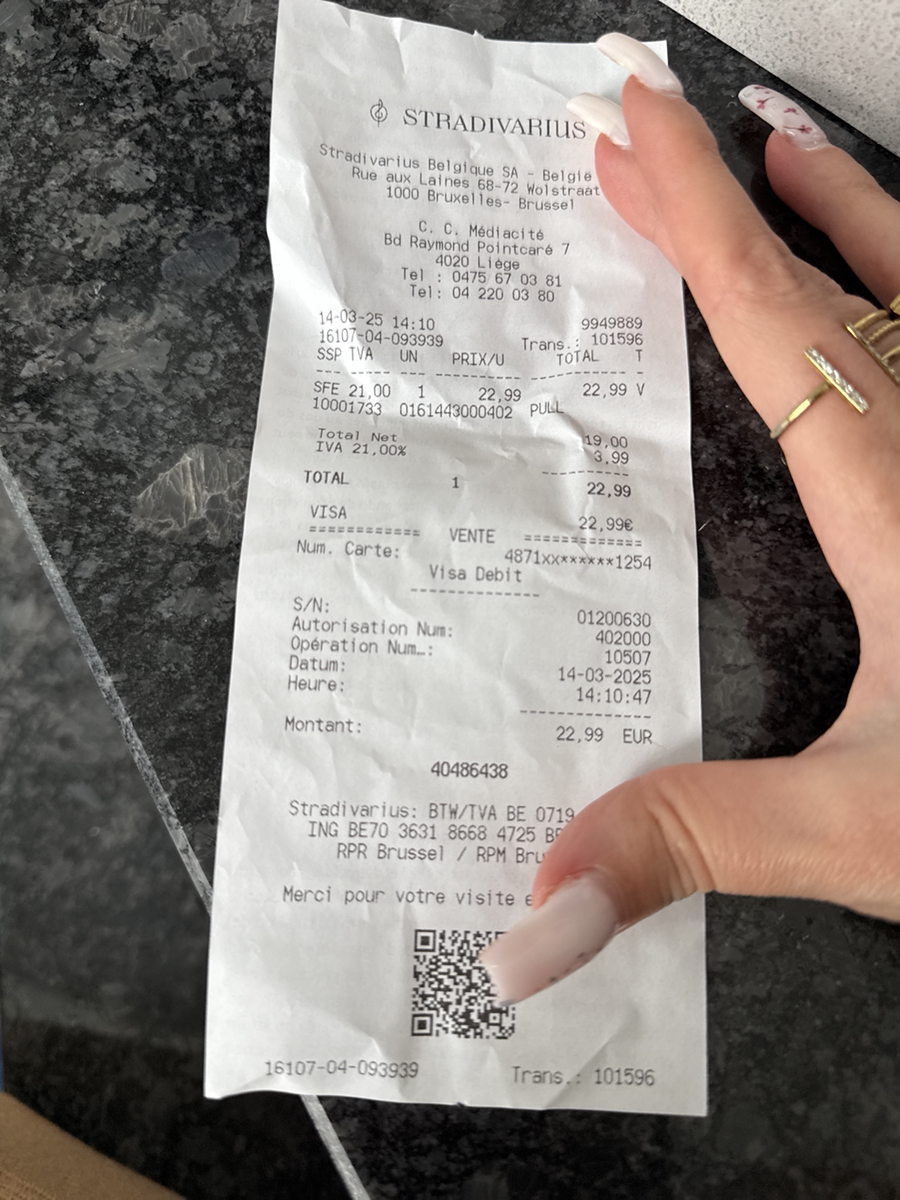 STRADIVARIUS
Stradivarius Belgique SA - België
Rue aux Laines 68-72 Wolstraat
1000 Bruxelles- Brussel
C. C. Médiacité
Bd Raymond Pointcaré 7
4020 Liége
Tel : 0475 67 03 81
Tel: 04 220 03 80
14-03-25 14:10 9949889
16107-04-093939 Trans.: 101596
SSP TVA UN PRIX/U TOTAL T
--- ------ --- ---------- ----------- -
SFE 21,00 1 22,99 22,99 V
10001733 0161443000402 PULL
Total Net 19,00
IVA 21,00% 3,99
----------
TOTAL 1 22,99
VISA 22,99€
============ VENTE =============
Num. Carte: 4871xx******1254
Visa Debit
--------------
S/N: 01200630
Autorisation Num: 402000
Opération Num…: 10507
Datum: 14-03-2025
Heure: 14:10:47
--------------
Montant: 22,99 EUR
40486438
Stradivarius: BTW/TVA BE 0719
ING BE70 3631 8668 4725
RPR Brussel / RPM
Merci pour votre visite
16107-04-093939 Trans.: 101596